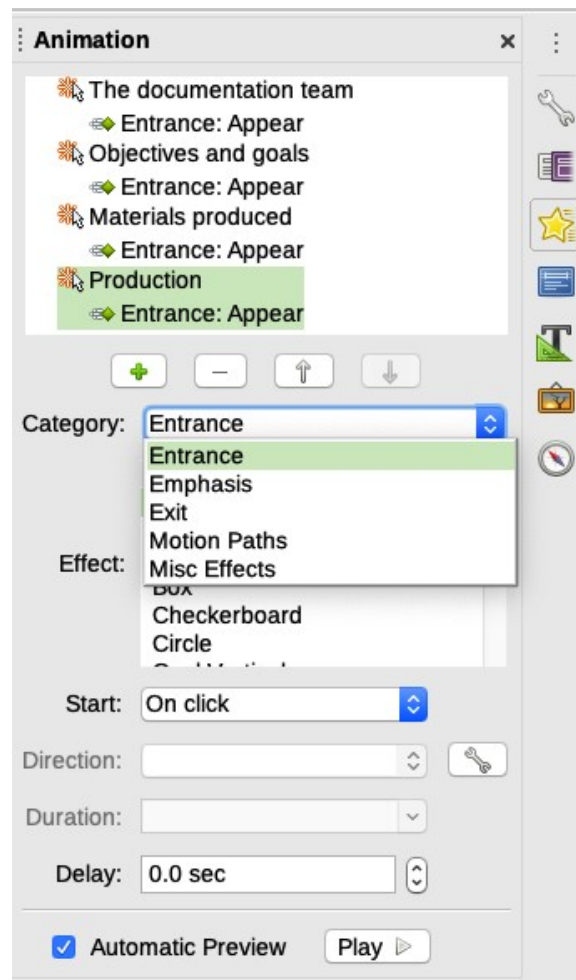 Animation
The documentation team
Entrance: Appear
Objectives and goals
Entrance: Appear
Materials produced
Entrance: Appear
Production
Entrance: Appear
Category: Entrance
Entrance
Emphasis
Exit
Motion Paths
Misc Effects
Effect:
Box
Checkerboard
Circle
Start: On click
Direction:
Duration:
Delay: 0.0 sec
Automatic Preview Play